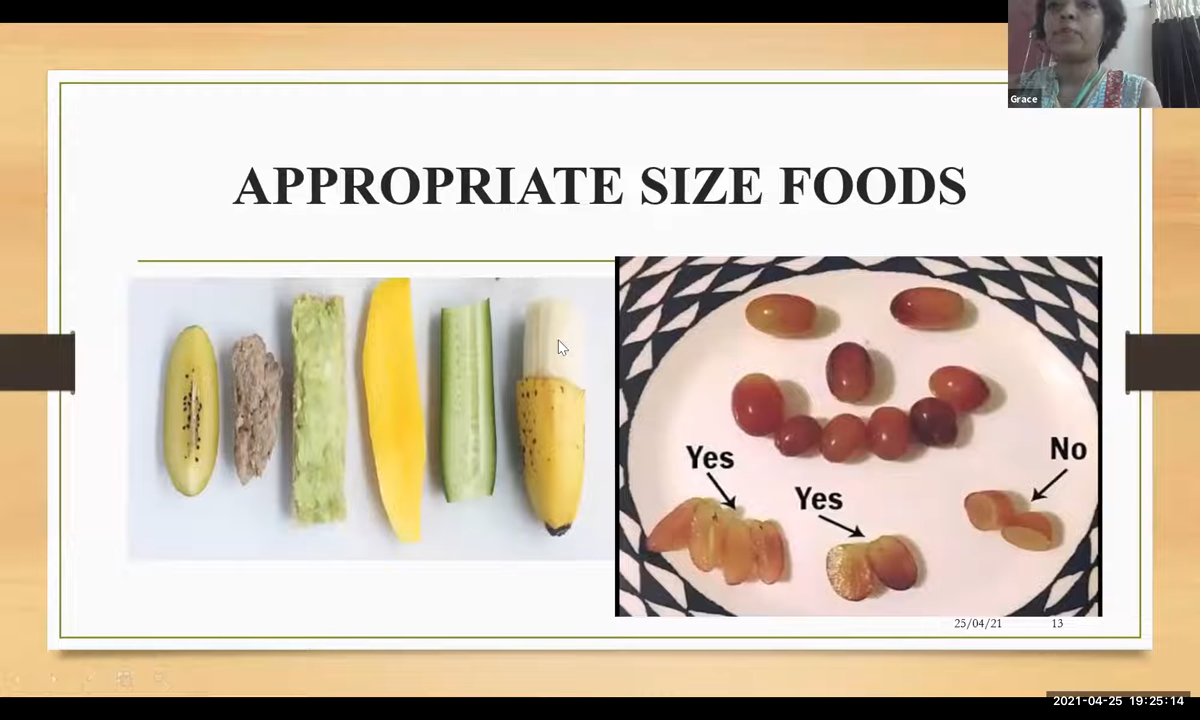 Grace
APPROPRIATE SIZE FOODS
Yes
Yes
No
25/04/21
13
2021-04-25 19:25:14